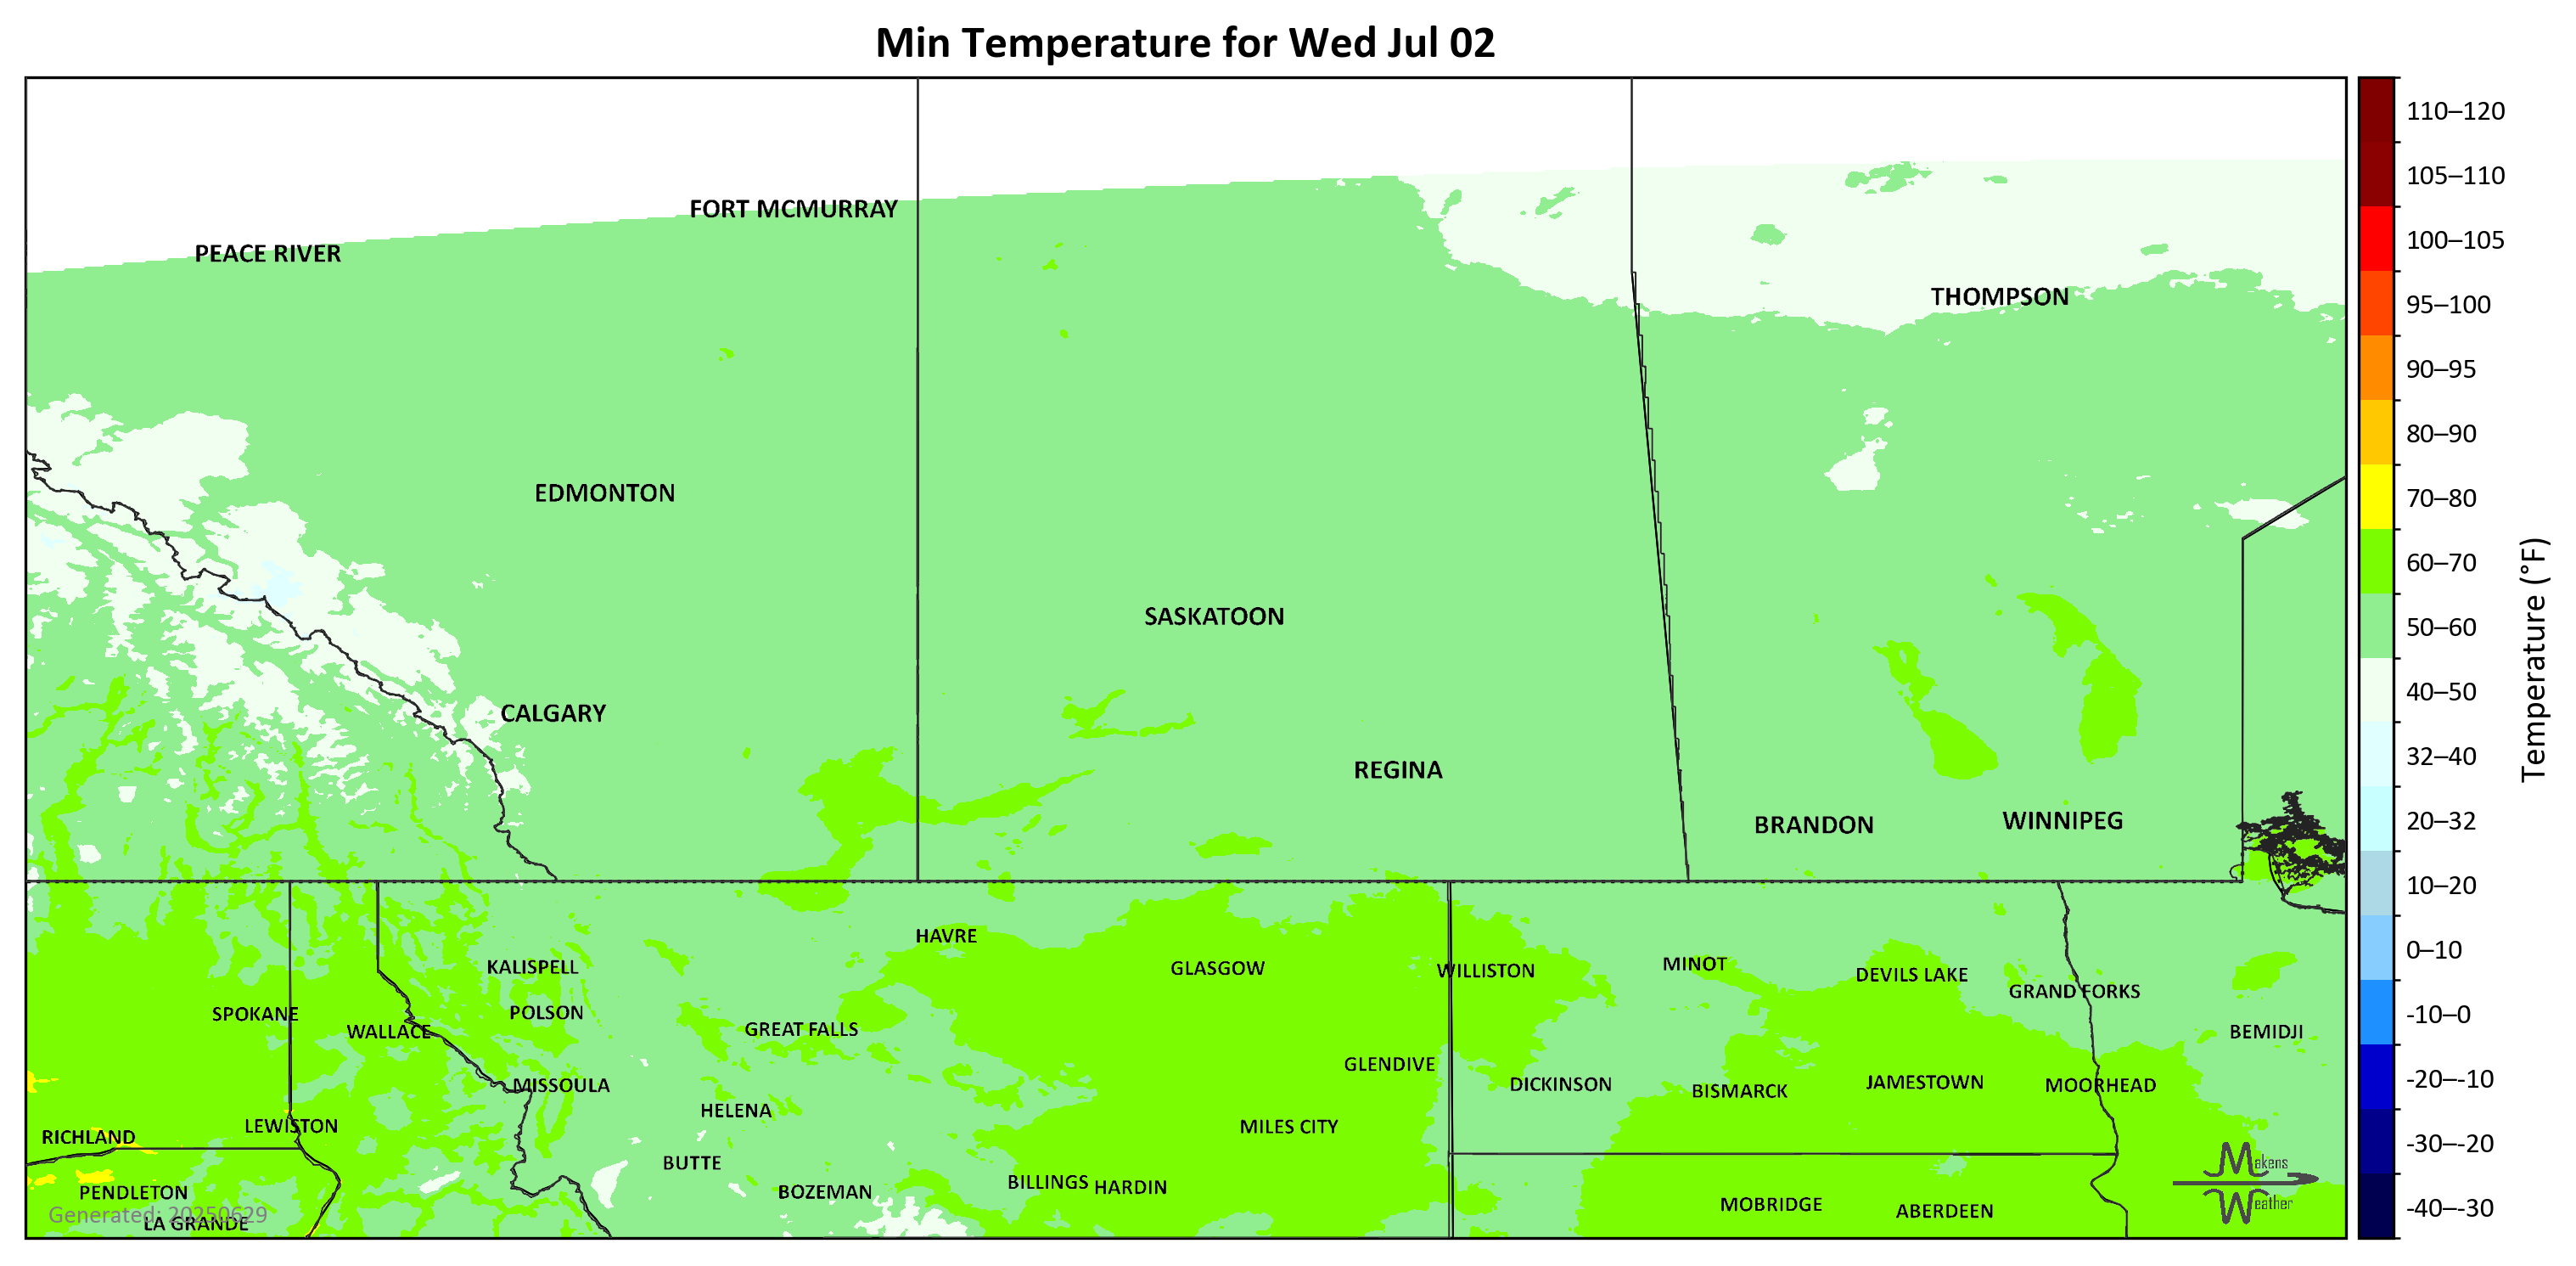 Min Temperature for Wed Jul 02
110–120
105–110
100–105
95–100
90–95
80–90
70–80
60–70
50–60
40–50
32–40
20–32
10–20
0–10
-10–0
-20–-10
-30–-20
-40–-30
Temperature (°F)
FORT MCMURRAY
PEACE RIVER
THOMPSON
EDMONTON
SASKATOON
CALGARY
REGINA
BRANDON
WINNIPEG
HAVRE
KALISPELL
GLASGOW
WILLISTON
MINOT
DEVILS LAKE
GRAND FORKS
SPOKANE
POLSON
WALLACE
GREAT FALLS
BEMIDJI
GLENDIVE
MISSOULA
DICKINSON
BISMARCK
JAMESTOWN
MOORHEAD
HELENA
LEWISTON
MILES CITY
RICHLAND
BUTTE
PENDLETON
BOZEMAN
BILLINGS
HARDIN
MOBRIDGE
ABERDEEN
Generated: 20250629
LA GRANDE
Makens
Weather